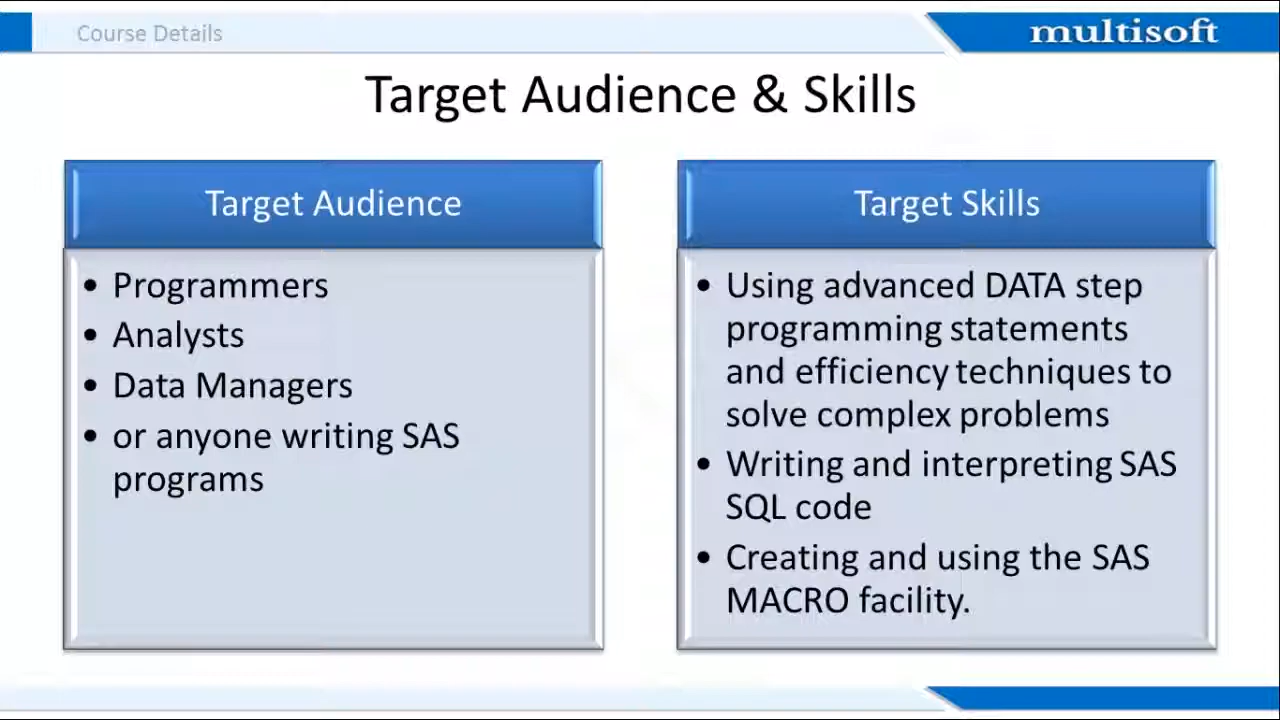 Course Details
multisoft
Target Audience & Skills
Target Audience
• Programmers
• Analysts
• Data Managers
• or anyone writing SAS
programs
Target Skills
• Using advanced DATA step
programming statements
and efficiency techniques to
solve complex problems
• Writing and interpreting SAS
SQL code
• Creating and using the SAS
MACRO facility.